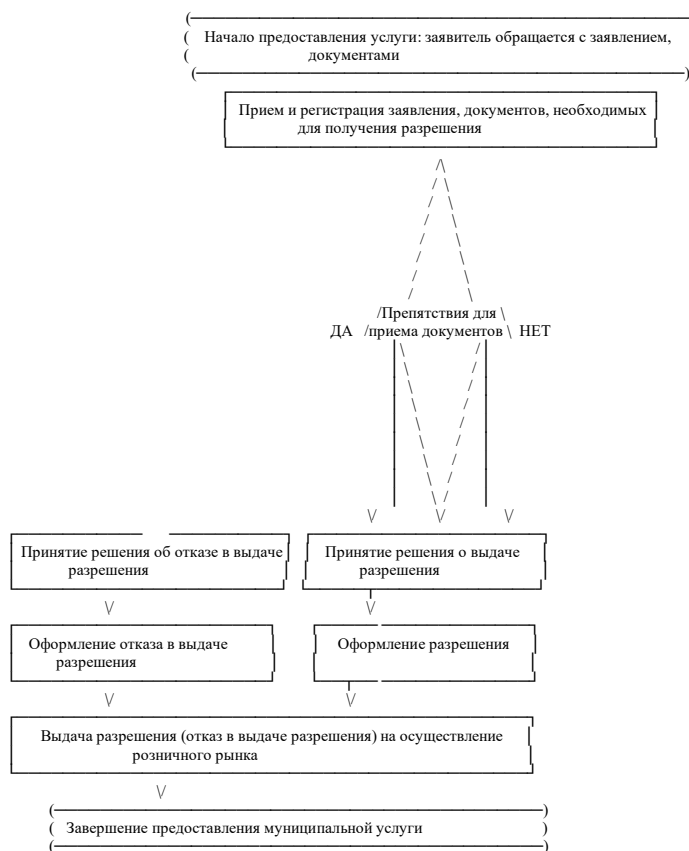 Начало предоставления услуги: заявитель обращается с заявлением,
документами
Прием и регистрация заявления, документов, необходимых
для получения разрешения
/Препятствия для \
ДА /приема документов \ НЕТ
Принятие решения об отказе в выдаче
разрешения
Принятие решения о выдаче
разрешения
Оформление отказа в выдаче
разрешения
Оформление разрешения
Выдача разрешения (отказ в выдаче разрешения) на осуществление
розничного рынка
Завершение предоставления муниципальной услуги